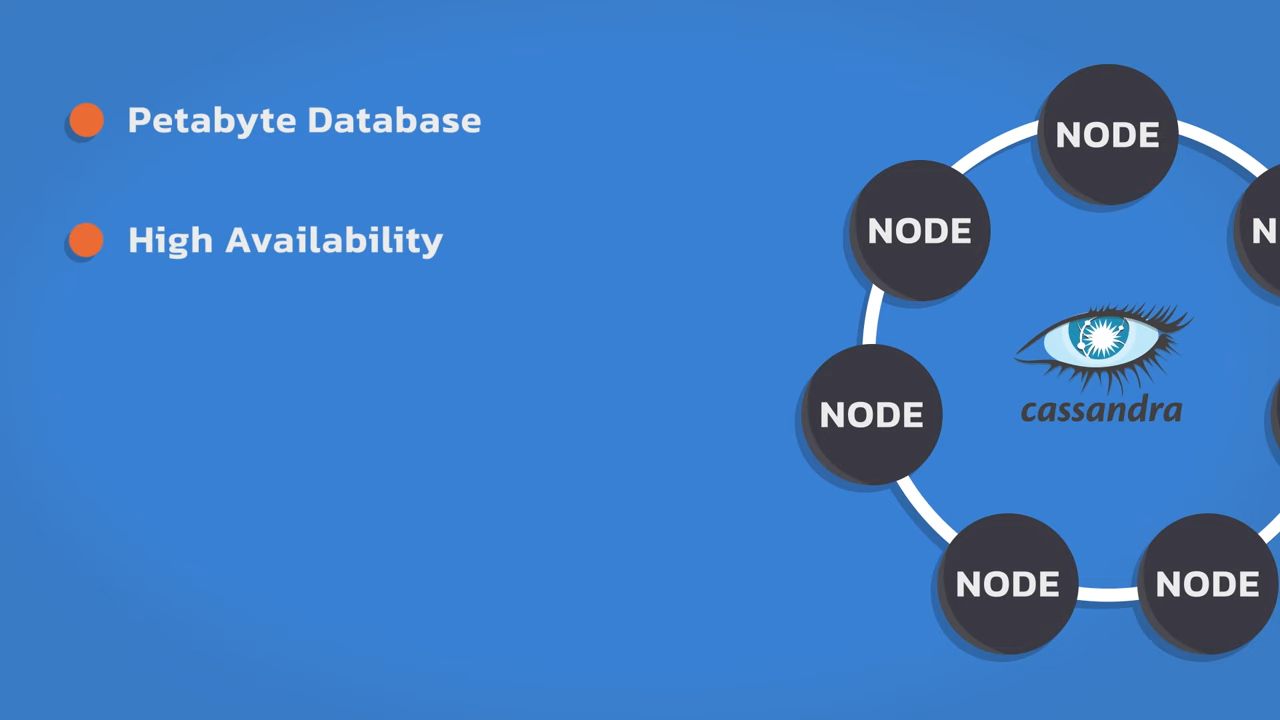 Petabyte Database
High Availability
NODE
NODE
N
cassandra
NODE
NODE
NODE